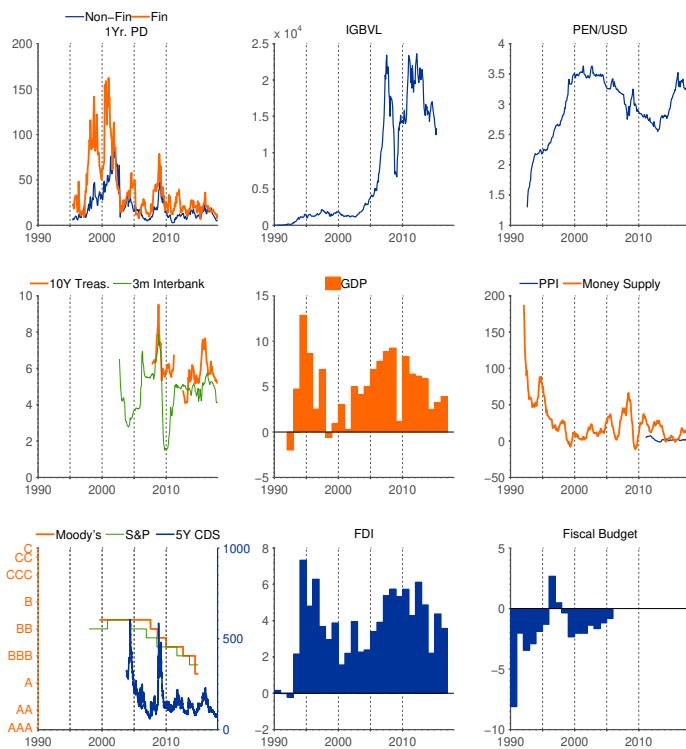 Non-Fin Fin
1Yr. PD
200
150
100
50
0
1990 2000 2010
IGBVL
2.5 x 10^4
2
1.5
1
0.5
0
1990 2000 2010
PEN/USD
4
3.5
3
2.5
2
1.5
1
1990 2000 2010
10Y Treas. 3m Interbank
10
8
6
4
2
0
1990 2000 2010
GDP
15
10
5
0
−5
1990 2000 2010
PPI Money Supply
200
150
100
50
0
−50
1990 2000 2010
Moody's S&P 5Y CDS
C
CC
CCC
B
BB
BBB
A
AA
AAA
1000
500
0
1990 2000 2010
FDI
8
6
4
2
0
−2
1990 2000 2010
Fiscal Budget
5
0
−5
−10
1990 2000 2010